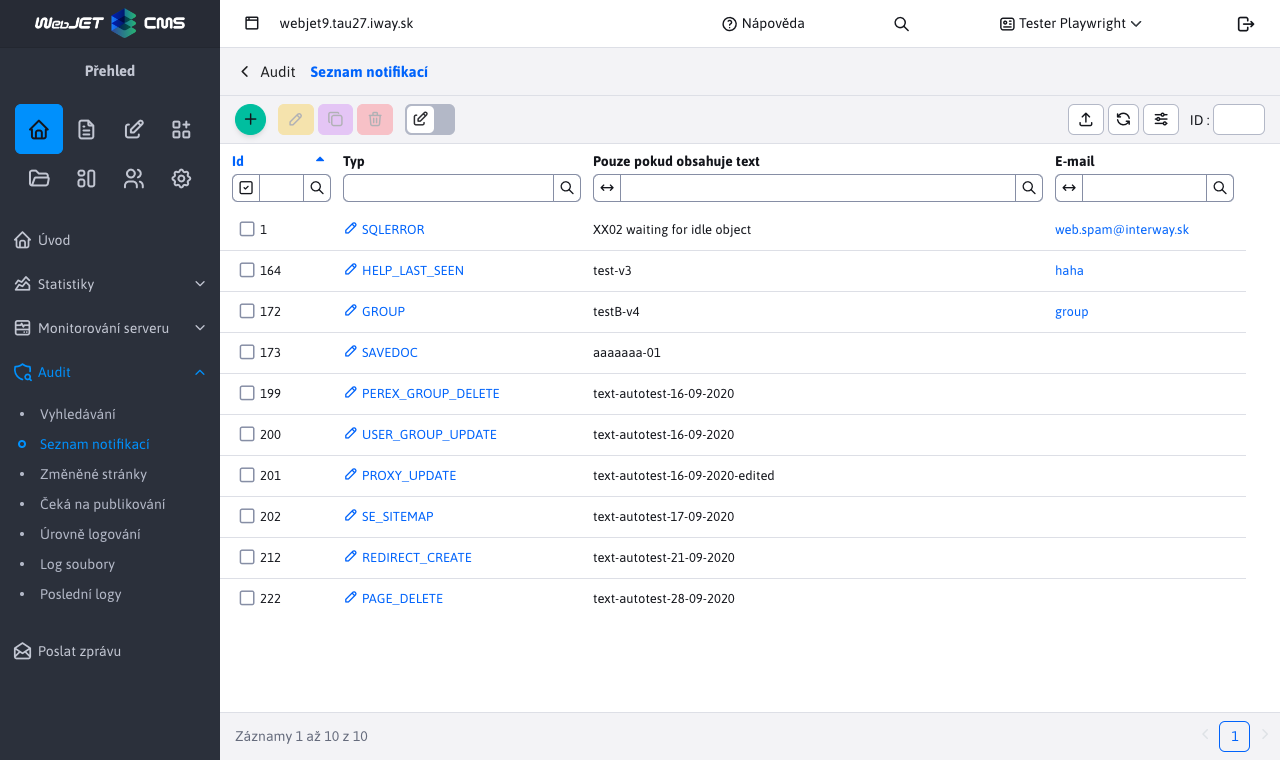 WebJET CMS
webjet9.tau27.iway.sk
Nápověda
Tester Playwright
Přehled
Úvod
Statistiky
Monitorování serveru
Audit
Vyhledávání
Seznam notifikací
Změněné stránky
Čeká na publikování
Úrovně logování
Log soubory
Poslední logy
Poslat zprávu
Audit Seznam notifikací
ID :
Id Typ Pouze pokud obsahuje text E-mail
1 SQLERROR XX02 waiting for idle object web.spam@interway.sk
164 HELP_LAST_SEEN test-v3 haha
172 GROUP testB-v4 group
173 SAVEDOC aaaaaaa-01
199 PEREX_GROUP_DELETE text-autotest-16-09-2020
200 USER_GROUP_UPDATE text-autotest-16-09-2020
201 PROXY_UPDATE text-autotest-16-09-2020-edited
202 SE_SITEMAP text-autotest-17-09-2020
212 REDIRECT_CREATE text-autotest-21-09-2020
222 PAGE_DELETE text-autotest-28-09-2020
Záznamy 1 až 10 z 10
1